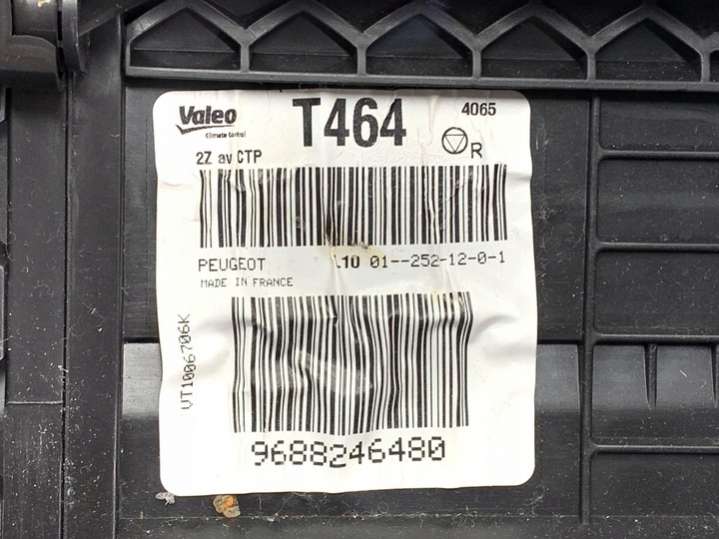 Valeo
Climate Control
T464
4065
2Z av CTP
R
PEUGEOT 01--252-12-0-1
MADE IN FRANCE
VT1006706K
9688246480